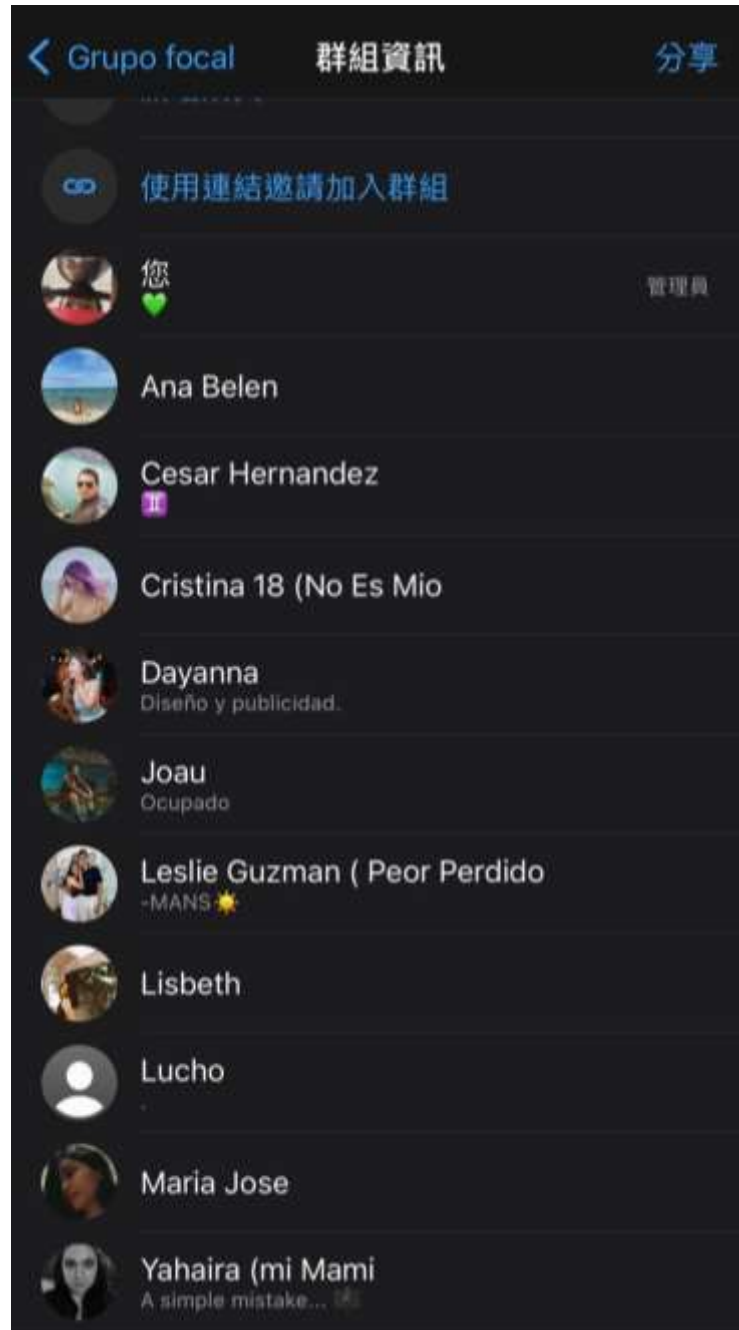 Grupo focal
群組資訊
分享
使用連結邀請加入群組
您
💚
管理員
Ana Belen
Cesar Hernandez
♊
Cristina 18 (No Es Mio
Dayanna
Diseño y publicidad.
Joau
Ocupado
Leslie Guzman ( Peor Perdido
-MANS☀️
Lisbeth
Lucho
.
Maria Jose
Yahaira (mi Mami
A simple mistake...